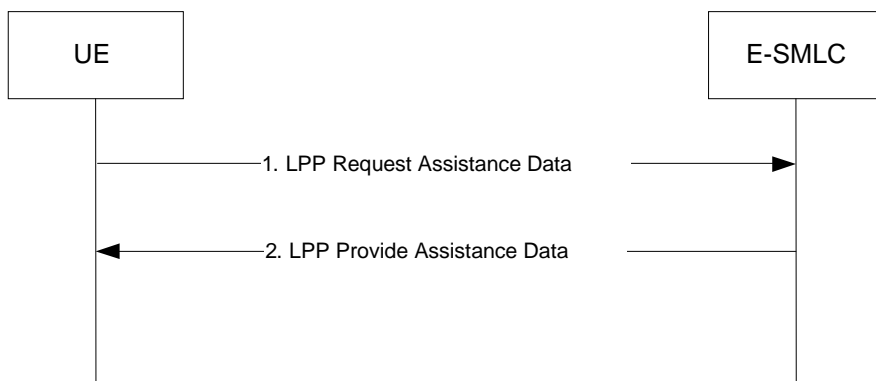 UE
E-SMLC
1. LPP Request Assistance Data
2. LPP Provide Assistance Data